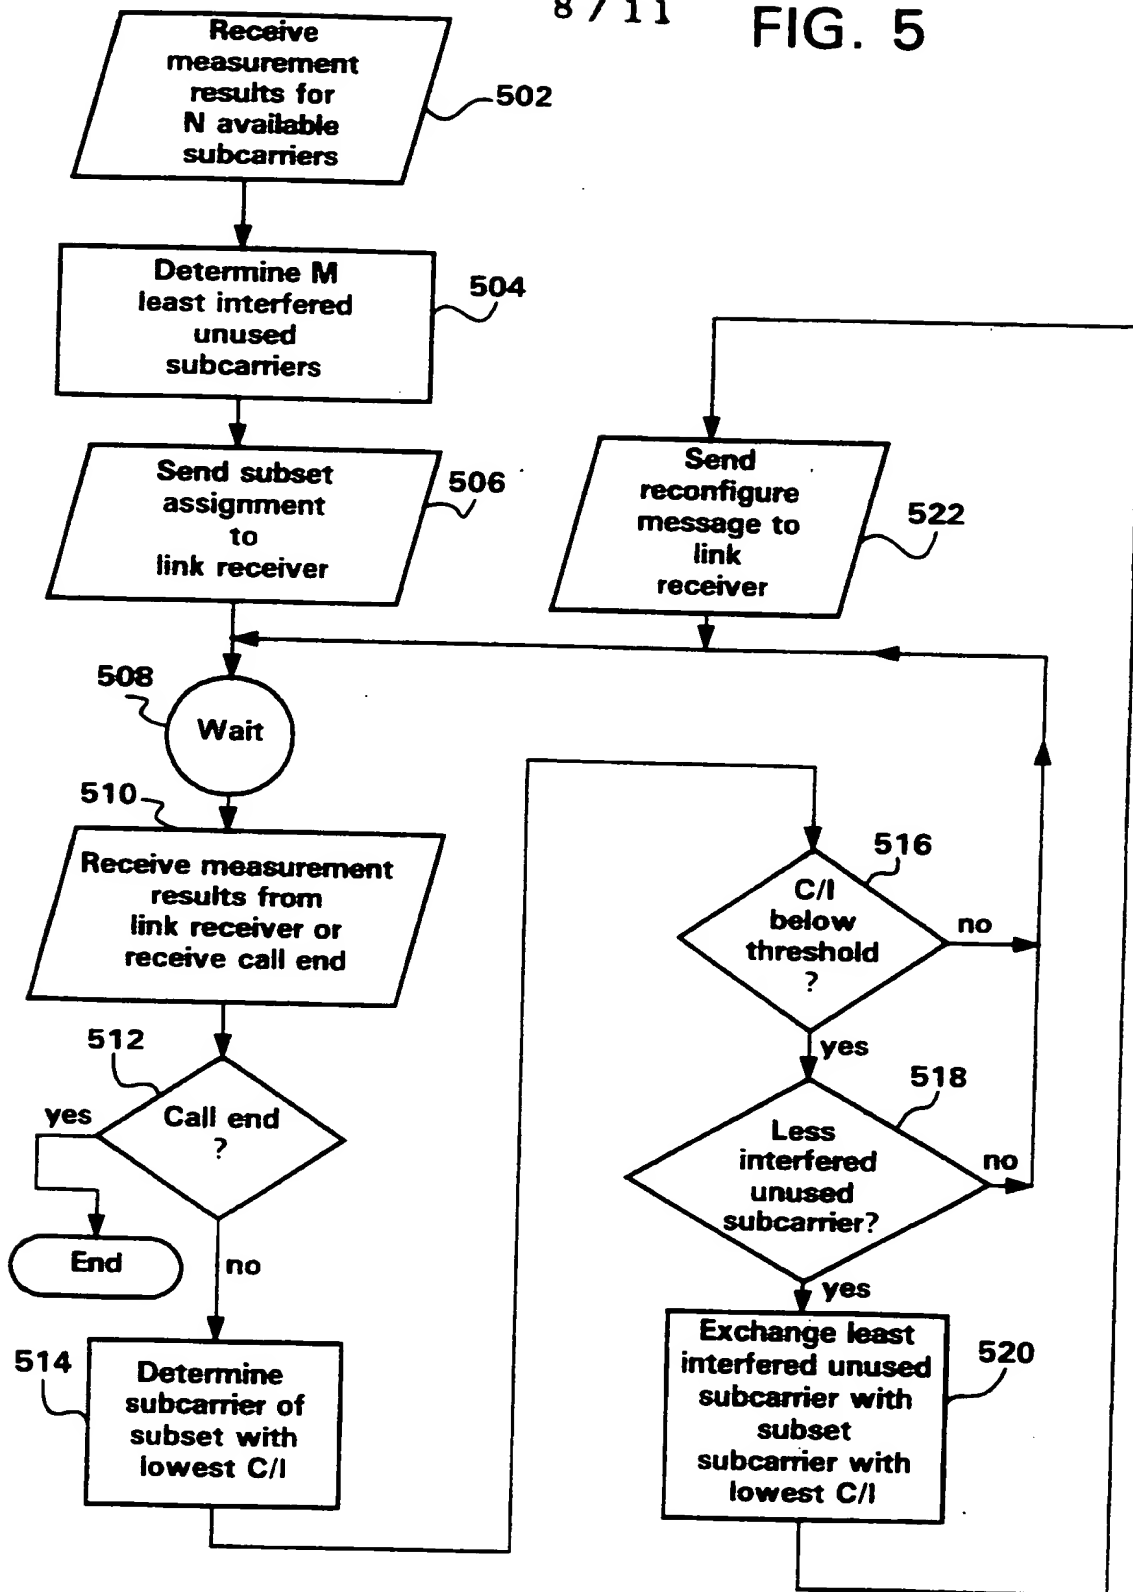 8 / 11
FIG. 5
Receive
measurement
results for
N available
subcarriers
502
Determine M
least interfered
unused
subcarriers
504
Send subset
assignment
to
link receiver
506
Send
reconfigure
message to
link
receiver
522
508
Wait
510
Receive measurement
results from
link receiver or
receive call end
512
Call end
?
yes
End
no
514
Determine
subcarrier of
subset with
lowest C/I
516
C/I
below
threshold
?
no
yes
518
Less
interfered
unused
subcarrier?
no
yes
Exchange least
interfered unused
subcarrier with
subset
subcarrier with
lowest C/I
520